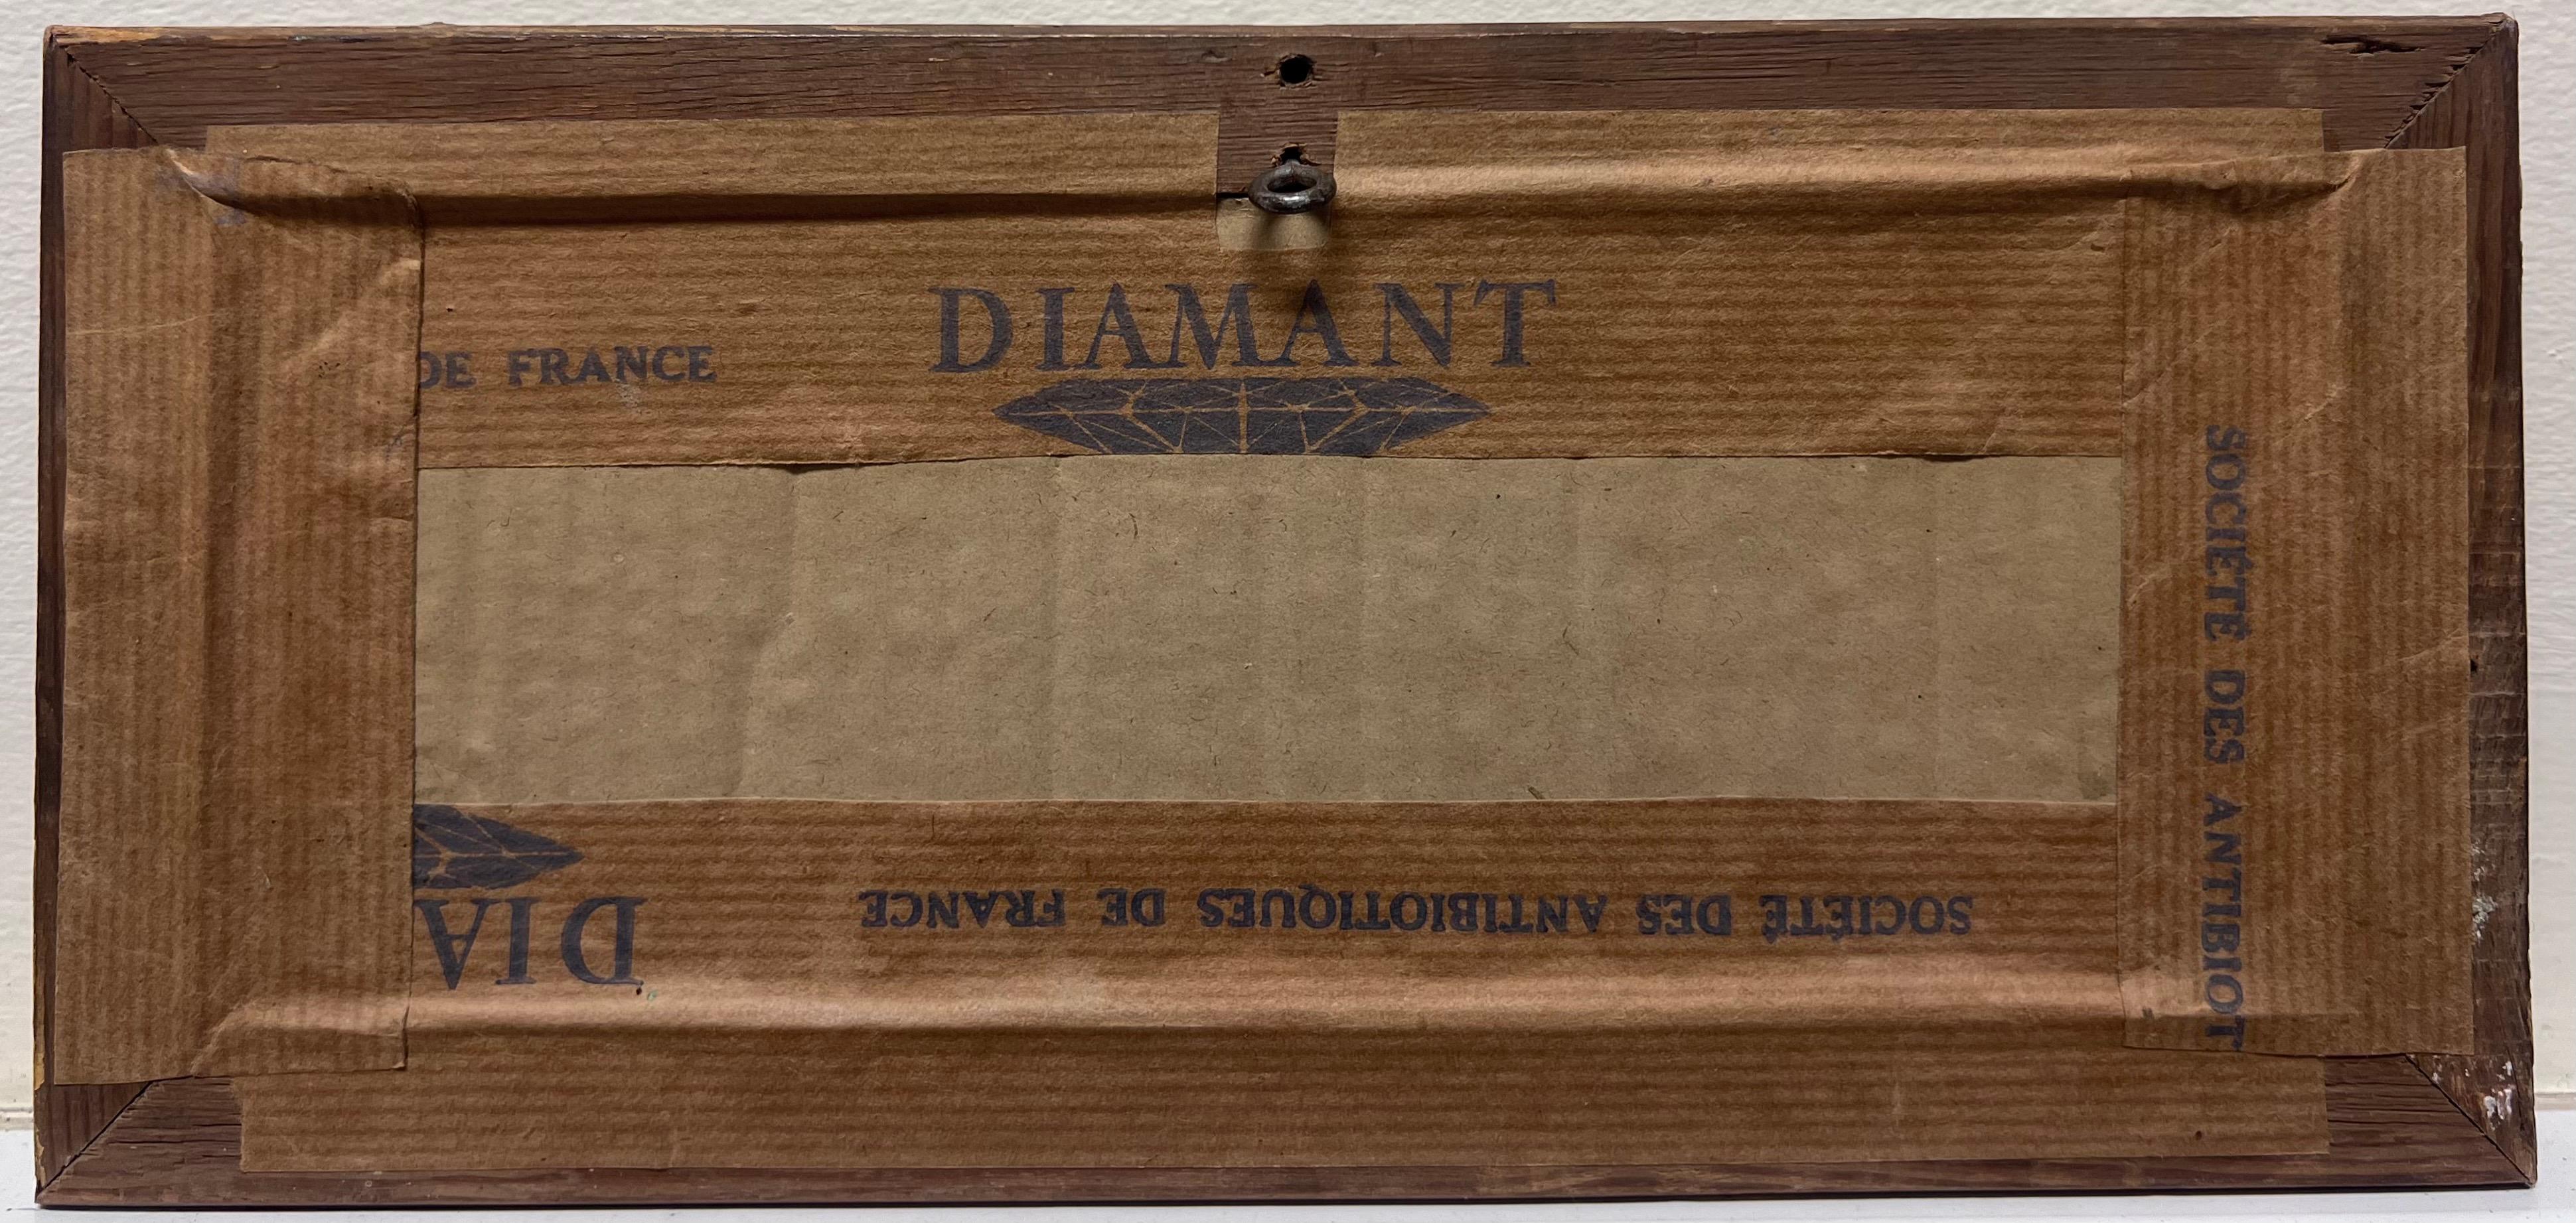 DIAMANT
DE FRANCE
SOCIÉTÉ DES ANTIBIOT
SOCIÉTÉ DES ANTIBIOTIQUES DE FRANCE
DIA